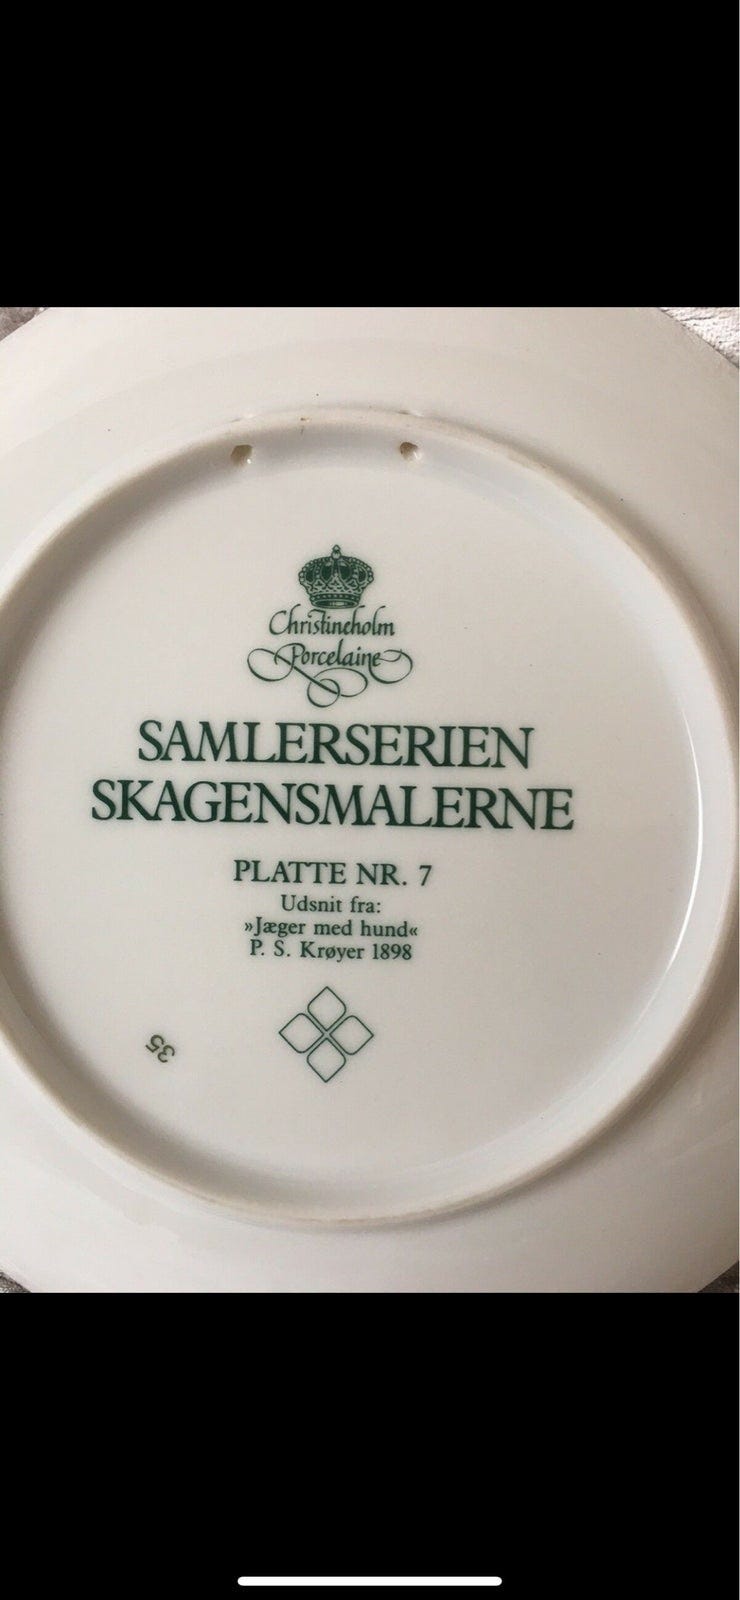 Christineholm
Porcelaine
SAMLERSERIEN
SKAGENSMALERNE
PLATTE NR. 7
Udsnit fra:
»Jæger med hund«
P. S. Krøyer 1898
35